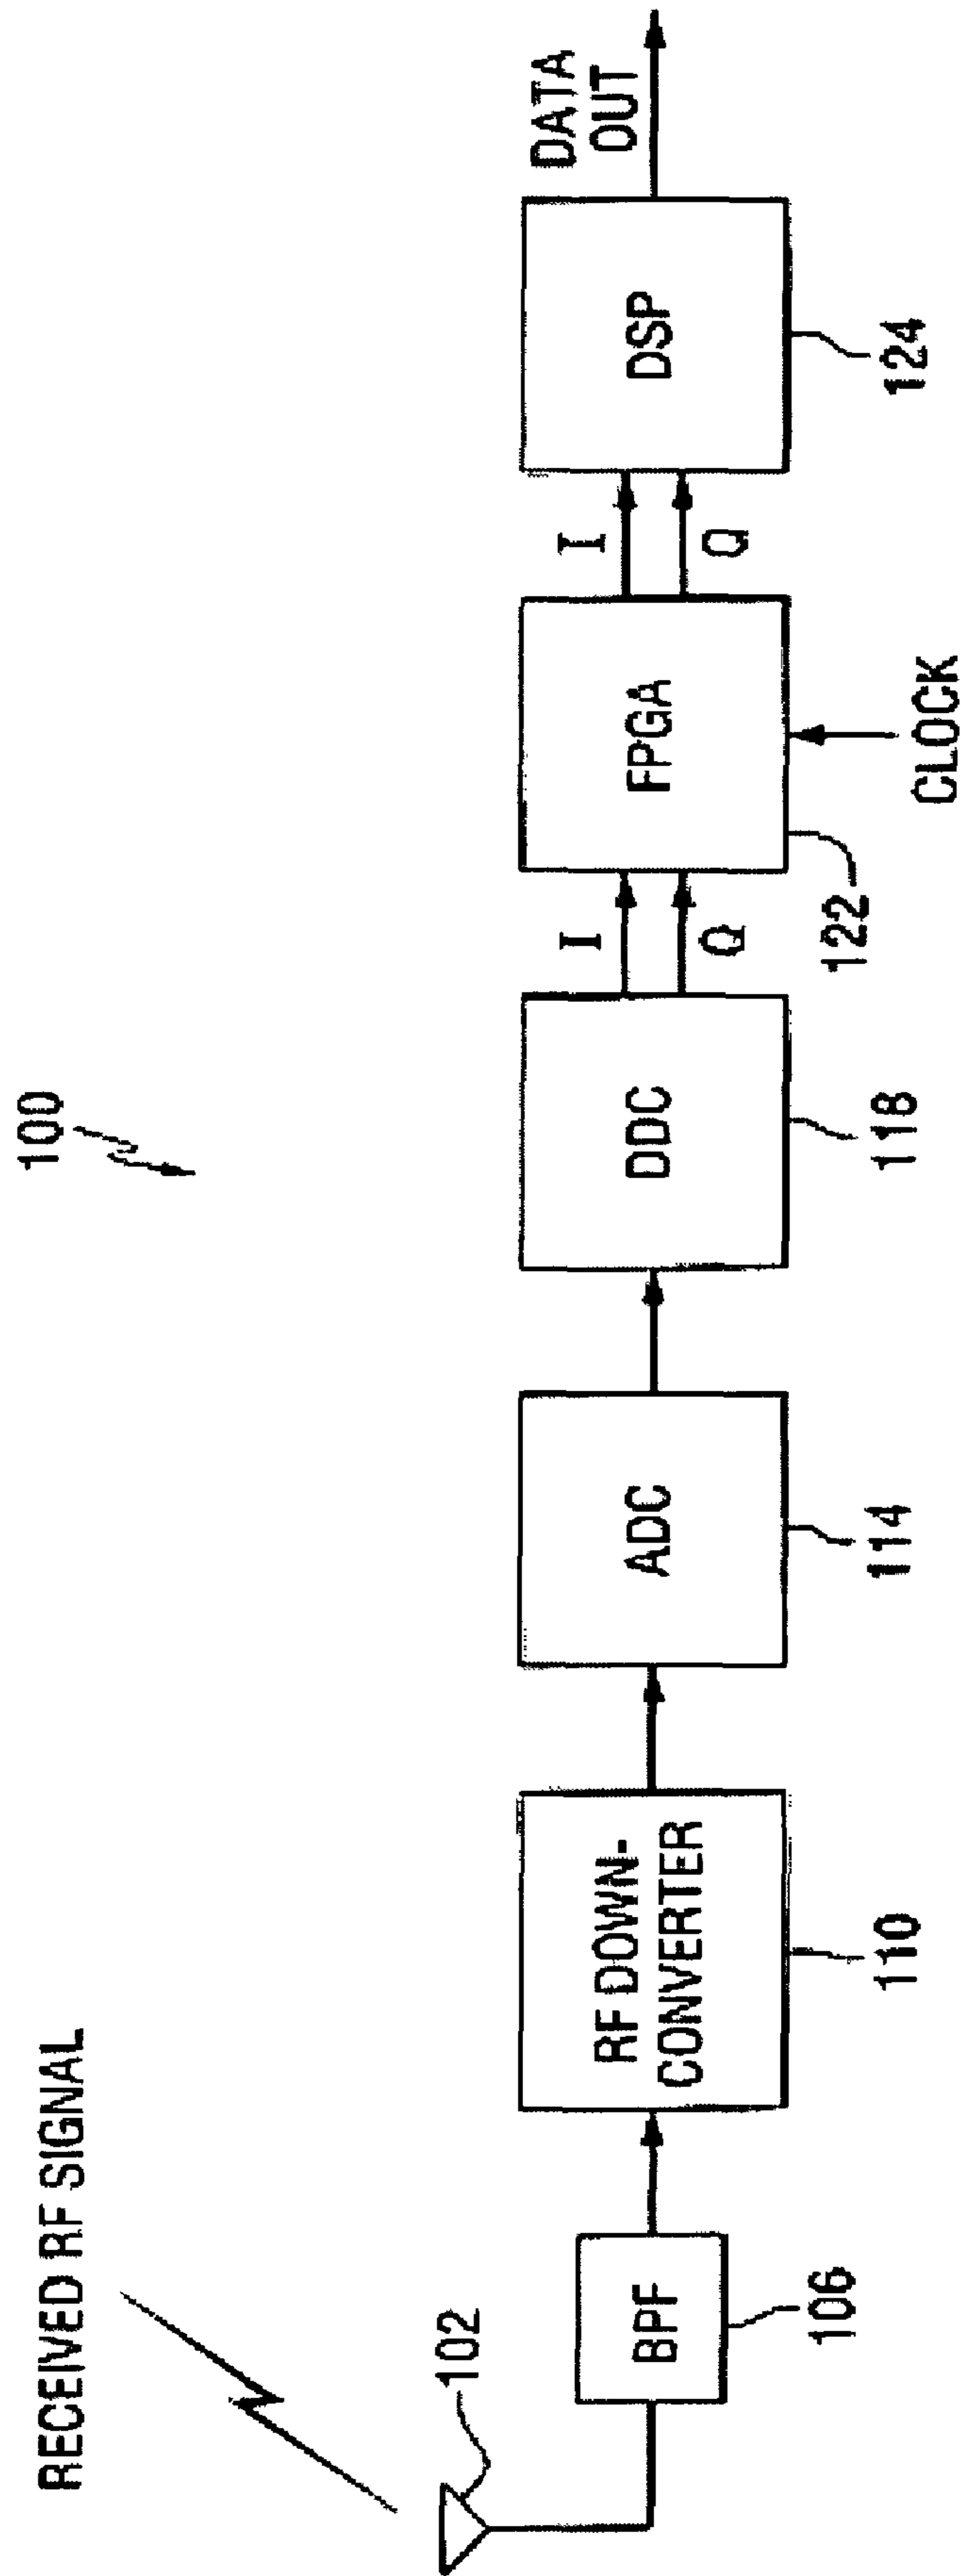 100
RECEIVED RF SIGNAL
102
BPF
106
RF DOWN-
CONVERTER
110
ADC
114
DDC
118
I
Q
FPGA
122
CLOCK
I
Q
DSP
124
DATA
OUT